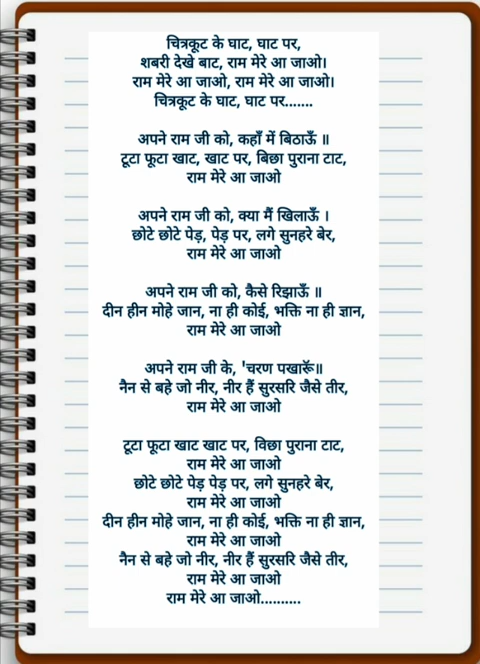 चित्रकूट के घाट, घाट पर,
शबरी देखे बाट, राम मेरे आ जाओ।
राम मेरे आ जाओ, राम मेरे आ जाओ।
चित्रकूट के घाट, घाट पर.......
अपने राम जी को, कहाँ में बिठाऊँ ॥
टूटा फूटा खाट, खाट पर, बिछा पुराना टाट,
राम मेरे आ जाओ
अपने राम जी को, क्या मैं खिलाऊँ ।
छोटे छोटे पेड़, पेड़ पर, लगे सुनहरे बेर,
राम मेरे आ जाओ
अपने राम जी को, कैसे रिझाऊँ ॥
दीन हीन मोहे जान, ना ही कोई, भक्ति ना ही ज्ञान,
राम मेरे आ जाओ
अपने राम जी के, 'चरण पखारूँ॥
नैन से बहे जो नीर, नीर हैं सुरसरि जैसे तीर,
राम मेरे आ जाओ
टूटा फूटा खाट खाट पर, विछा पुराना टाट,
राम मेरे आ जाओ
छोटे छोटे पेड़ पेड़ पर, लगे सुनहरे बेर,
राम मेरे आ जाओ
दीन हीन मोहे जान, ना ही कोई, भक्ति ना ही ज्ञान,
राम मेरे आ जाओ
नैन से बहे जो नीर, नीर हैं सुरसरि जैसे तीर,
राम मेरे आ जाओ
राम मेरे आ जाओ..........